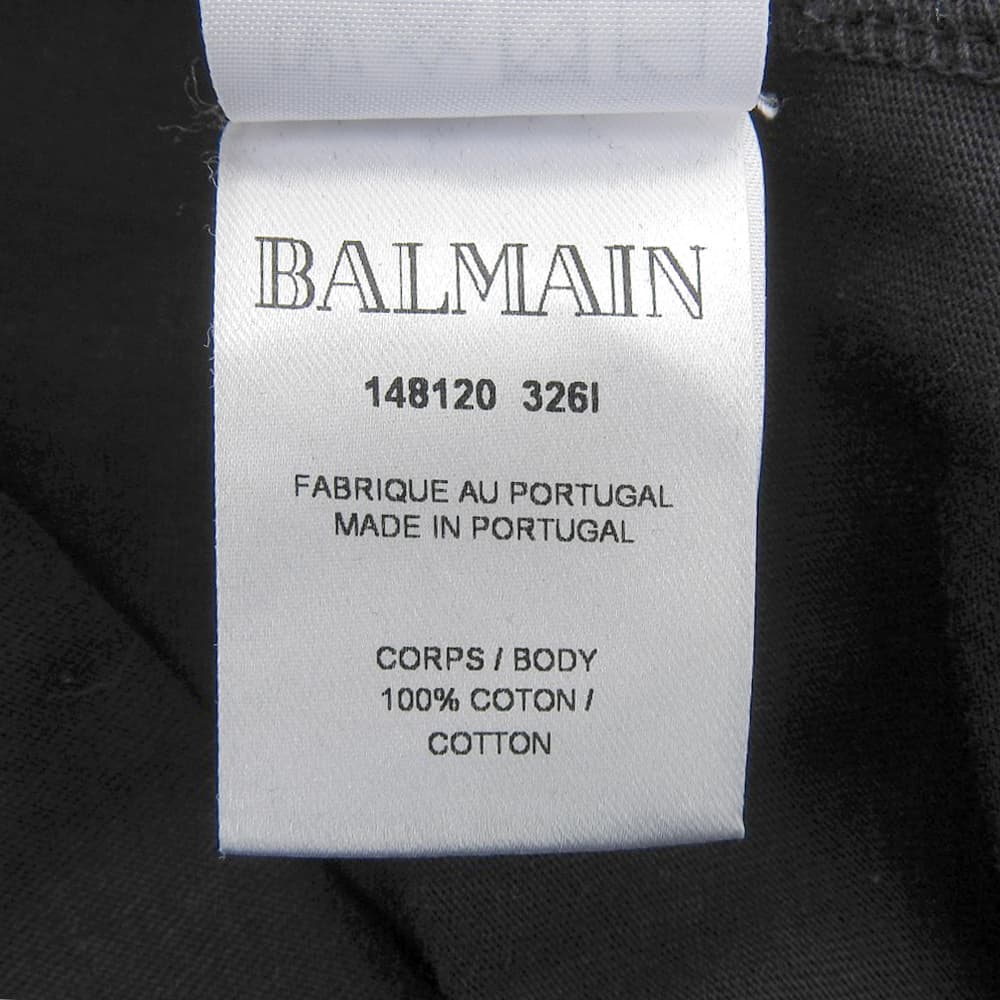 BALMAIN
148120 326I
FABRIQUE AU PORTUGAL
MADE IN PORTUGAL
CORPS / BODY
100% COTON /
COTTON